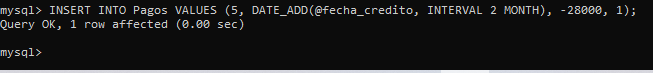 mysql> INSERT INTO Pagos VALUES (5, DATE_ADD(@fecha_credito, INTERVAL 2 MONTH), -28000, 1);
Query OK, 1 row affected (0.00 sec)
mysql>